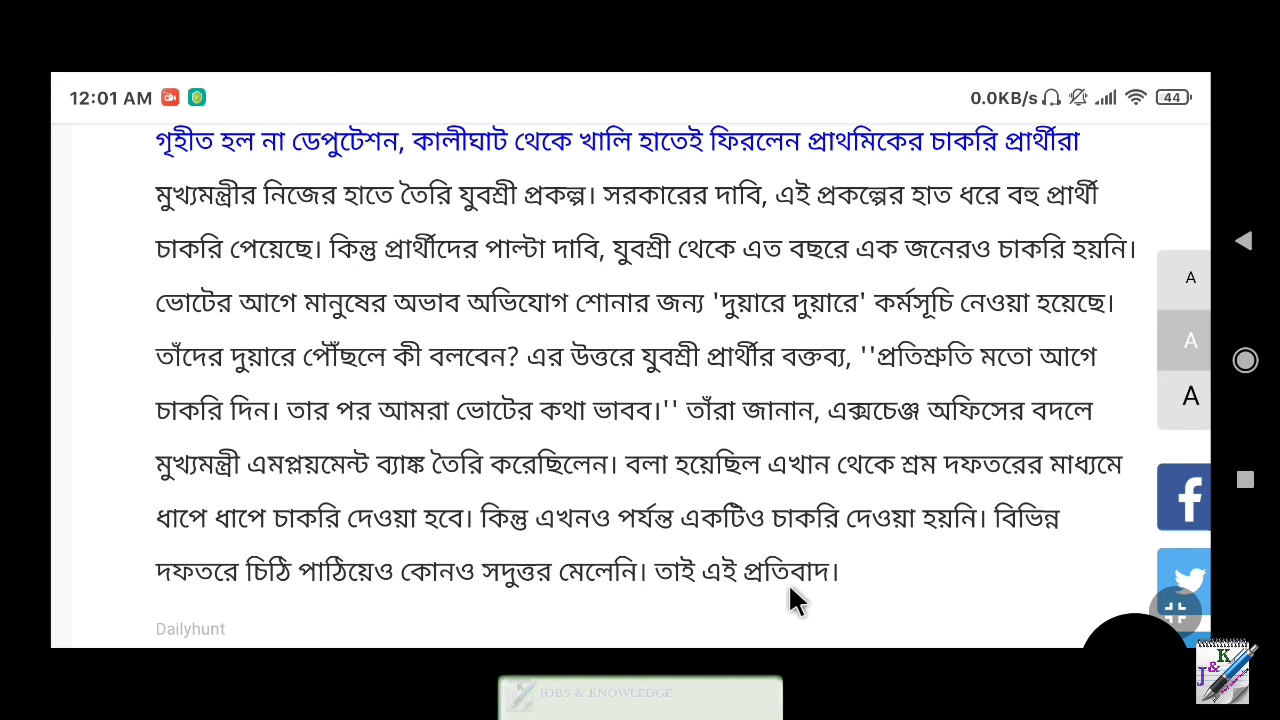 12:01 AM 0.0KB/s 44
গৃহীত হল না ডেপুটেশন, কালীঘাট থেকে খালি হাতেই ফিরলেন প্রাথমিকের চাকরি প্রার্থীরা
মুখ্যমন্ত্রীর নিজের হাতে তৈরি যুবশ্রী প্রকল্প। সরকারের দাবি, এই প্রকল্পের হাত ধরে বহু প্রার্থী
চাকরি পেয়েছে। কিন্তু প্রার্থীদের পাল্টা দাবি, যুবশ্রী থেকে এত বছরে এক জনেরও চাকরি হয়নি।
ভোটের আগে মানুষের অভাব অভিযোগ শোনার জন্য 'দুয়ারে দুয়ারে' কর্মসূচি নেওয়া হয়েছে।
তাঁদের দুয়ারে পৌঁছলে কী বলবেন? এর উত্তরে যুবশ্রী প্রার্থীর বক্তব্য, ''প্রতিশ্রুতি মতো আগে
চাকরি দিন। তার পর আমরা ভোটের কথা ভাবব।'' তাঁরা জানান, এক্সচেঞ্জ অফিসের বদলে
মুখ্যমন্ত্রী এমপ্লয়মেন্ট ব্যাঙ্ক তৈরি করেছিলেন। বলা হয়েছিল এখান থেকে শ্রম দফতরের মাধ্যমে
ধাপে ধাপে চাকরি দেওয়া হবে। কিন্তু এখনও পর্যন্ত একটিও চাকরি দেওয়া হয়নি। বিভিন্ন
দফতরে চিঠি পাঠিয়েও কোনও সদুত্তর মেলেনি। তাই এই প্রতিবাদ।
Dailyhunt
A
A
A
f
J&K
JOBS & KNOWLEDGE